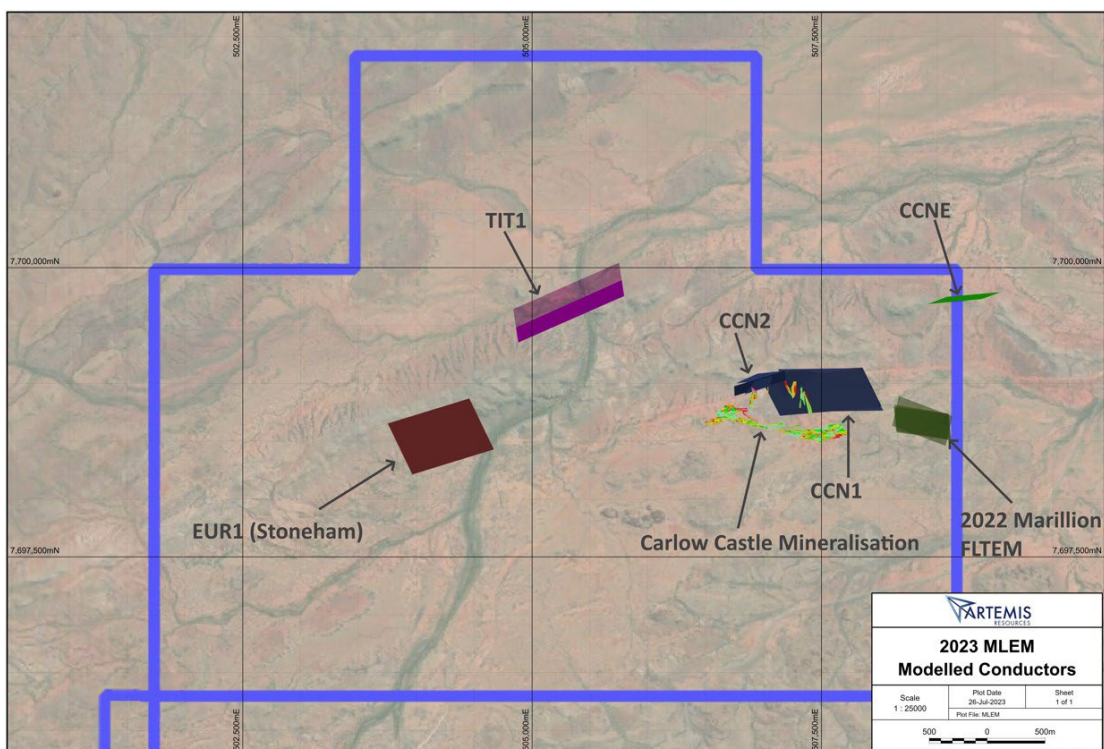 502,500mE
505,000mE
507,500mE
TIT1
CCNE
7,700,000mN
7,700,000mN
CCN2
CCN1
EUR1 (Stoneham)
Carlow Castle Mineralisation
2022 Marillion
FLTEM
7,697,500mN
7,697,500mN
ARTEMIS
RESOURCES
2023 MLEM
Modelled Conductors
Scale
1 : 25000
Plot Date
26-Jul-2023
Sheet
1 of 1
Plot File: MLEM
500 0 500m
502,500mE
505,000mE
507,500mE